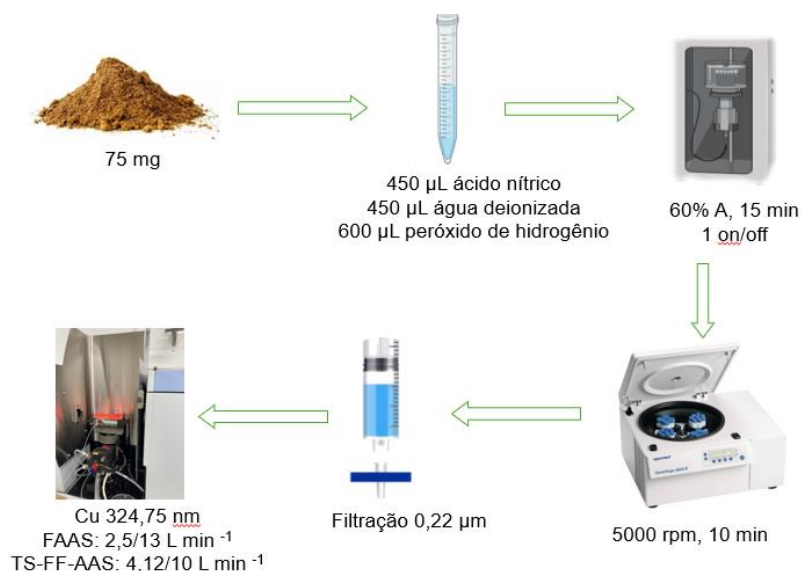 75 mg
450 µL ácido nítrico
450 µL água deionizada
600 µL peróxido de hidrogênio
60% A, 15 min
1 on/off
5000 rpm, 10 min
Filtração 0,22 µm
Cu 324,75 nm
FAAS: 2,5/13 L min -1
TS-FF-AAS: 4,12/10 L min -1